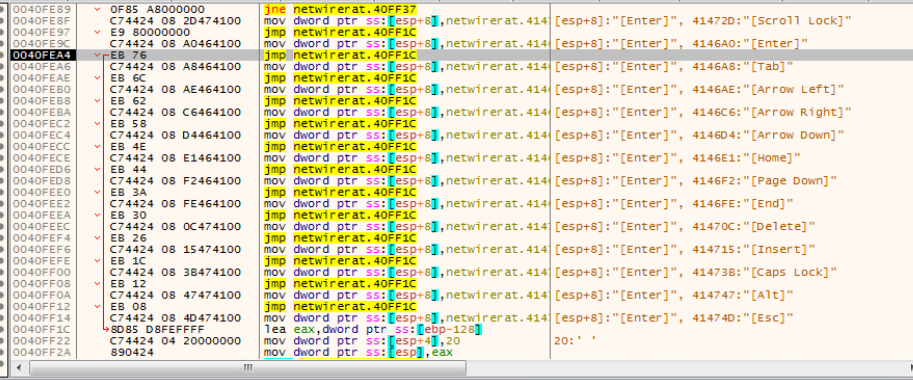 0040FE89 0F85 A8000000 jne netwirerat.40FF37
0040FE8F C74424 08 2D474100 mov dword ptr ss:[esp+8],netwirerat.414 [esp+8]:"[Enter]", 41472D:"[Scroll Lock]"
0040FE97 E9 80000000 jmp netwirerat.40FF1C
0040FE9C C74424 08 A0464100 mov dword ptr ss:[esp+8],netwirerat.414 [esp+8]:"[Enter]", 4146A0:"[Enter]"
0040FEA4 EB 76 jmp netwirerat.40FF1C
0040FEA6 C74424 08 A8464100 mov dword ptr ss:[esp+8],netwirerat.414 [esp+8]:"[Enter]", 4146A8:"[Tab]"
0040FEAE EB 6C jmp netwirerat.40FF1C
0040FEB0 C74424 08 AE464100 mov dword ptr ss:[esp+8],netwirerat.414 [esp+8]:"[Enter]", 4146AE:"[Arrow Left]"
0040FEB8 EB 62 jmp netwirerat.40FF1C
0040FEBA C74424 08 C6464100 mov dword ptr ss:[esp+8],netwirerat.414 [esp+8]:"[Enter]", 4146C6:"[Arrow Right]"
0040FEC2 EB 58 jmp netwirerat.40FF1C
0040FEC4 C74424 08 D4464100 mov dword ptr ss:[esp+8],netwirerat.414 [esp+8]:"[Enter]", 4146D4:"[Arrow Down]"
0040FECC EB 4E jmp netwirerat.40FF1C
0040FECE C74424 08 E1464100 mov dword ptr ss:[esp+8],netwirerat.414 [esp+8]:"[Enter]", 4146E1:"[Home]"
0040FED6 EB 44 jmp netwirerat.40FF1C
0040FED8 C74424 08 F2464100 mov dword ptr ss:[esp+8],netwirerat.414 [esp+8]:"[Enter]", 4146F2:"[Page Down]"
0040FEE0 EB 3A jmp netwirerat.40FF1C
0040FEE2 C74424 08 FE464100 mov dword ptr ss:[esp+8],netwirerat.414 [esp+8]:"[Enter]", 4146FE:"[End]"
0040FEEA EB 30 jmp netwirerat.40FF1C
0040FEEC C74424 08 0C474100 mov dword ptr ss:[esp+8],netwirerat.414 [esp+8]:"[Enter]", 41470C:"[Delete]"
0040FEF4 EB 26 jmp netwirerat.40FF1C
0040FEF6 C74424 08 15474100 mov dword ptr ss:[esp+8],netwirerat.414 [esp+8]:"[Enter]", 414715:"[Insert]"
0040FEFE EB 1C jmp netwirerat.40FF1C
0040FF00 C74424 08 3B474100 mov dword ptr ss:[esp+8],netwirerat.414 [esp+8]:"[Enter]", 41473B:"[Caps Lock]"
0040FF08 EB 12 jmp netwirerat.40FF1C
0040FF0A C74424 08 47474100 mov dword ptr ss:[esp+8],netwirerat.414 [esp+8]:"[Enter]", 414747:"[Alt]"
0040FF12 EB 08 jmp netwirerat.40FF1C
0040FF14 C74424 08 4D474100 mov dword ptr ss:[esp+8],netwirerat.414 [esp+8]:"[Enter]", 41474D:"[Esc]"
0040FF1C 8D85 D8FEFFFF lea eax,dword ptr ss:[ebp-128]
0040FF22 C74424 04 20000000 mov dword ptr ss:[esp+4],20 20:' '
0040FF2A 890424 mov dword ptr ss:[esp],eax